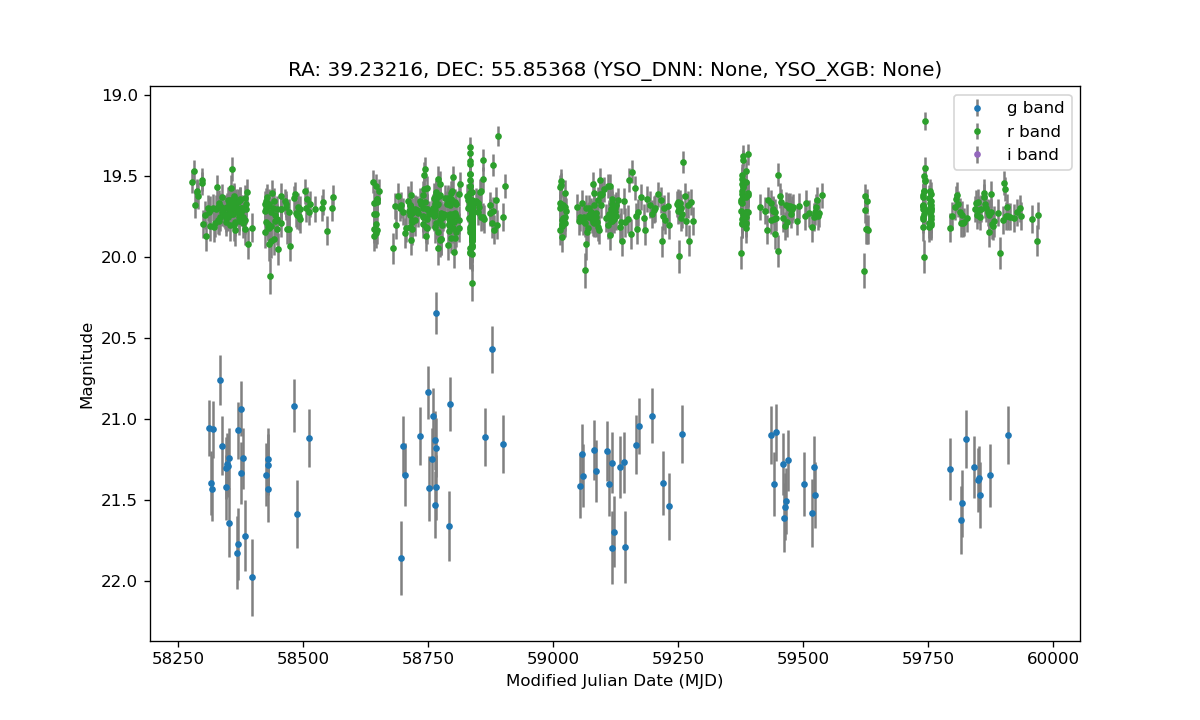 RA: 39.23216, DEC: 55.85368 (YSO_DNN: None, YSO_XGB: None)
g band
r band
i band
19.0
19.5
20.0
20.5
21.0
21.5
22.0
Magnitude
58250 58500 58750 59000 59250 59500 59750 60000
Modified Julian Date (MJD)